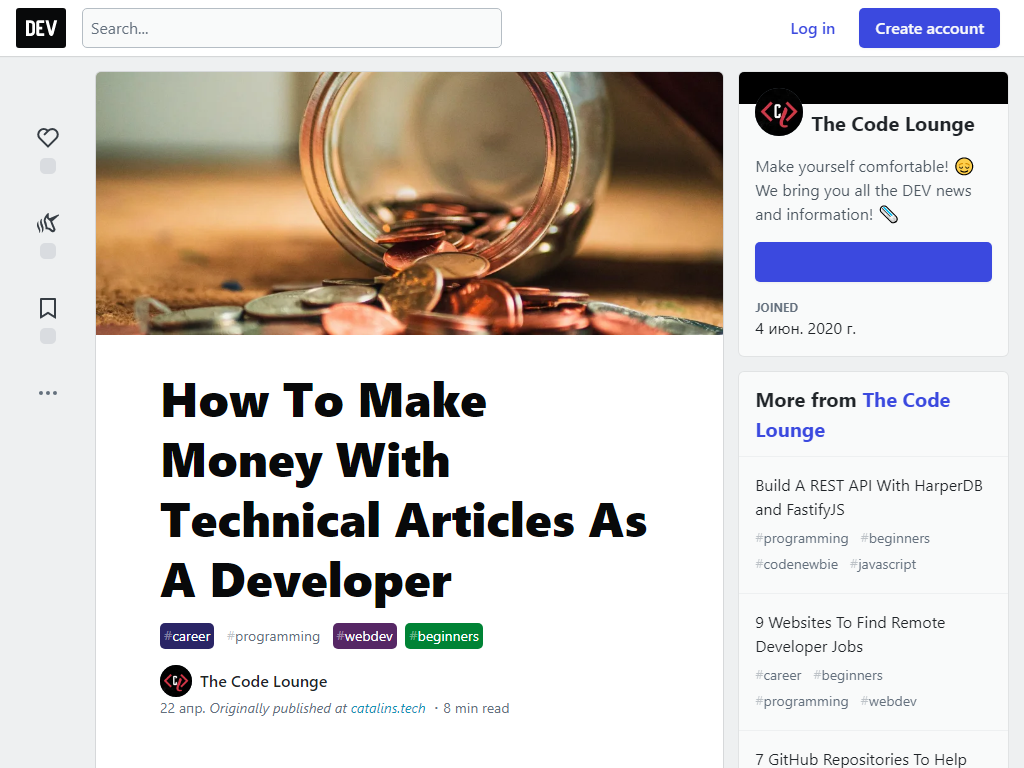 DEV
Search...
Log in
Create account
The Code Lounge
Make yourself comfortable! 😌
We bring you all the DEV news
and information! 📎
JOINED
4 июн. 2020 г.
How To Make
Money With
Technical Articles As
A Developer
#career #programming #webdev #beginners
The Code Lounge
22 апр. Originally published at catalins.tech ・8 min read
More from The Code
Lounge
Build A REST API With HarperDB
and FastifyJS
#programming #beginners
#codenewbie #javascript
9 Websites To Find Remote
Developer Jobs
#career #beginners
#programming #webdev
7 GitHub Repositories To Help